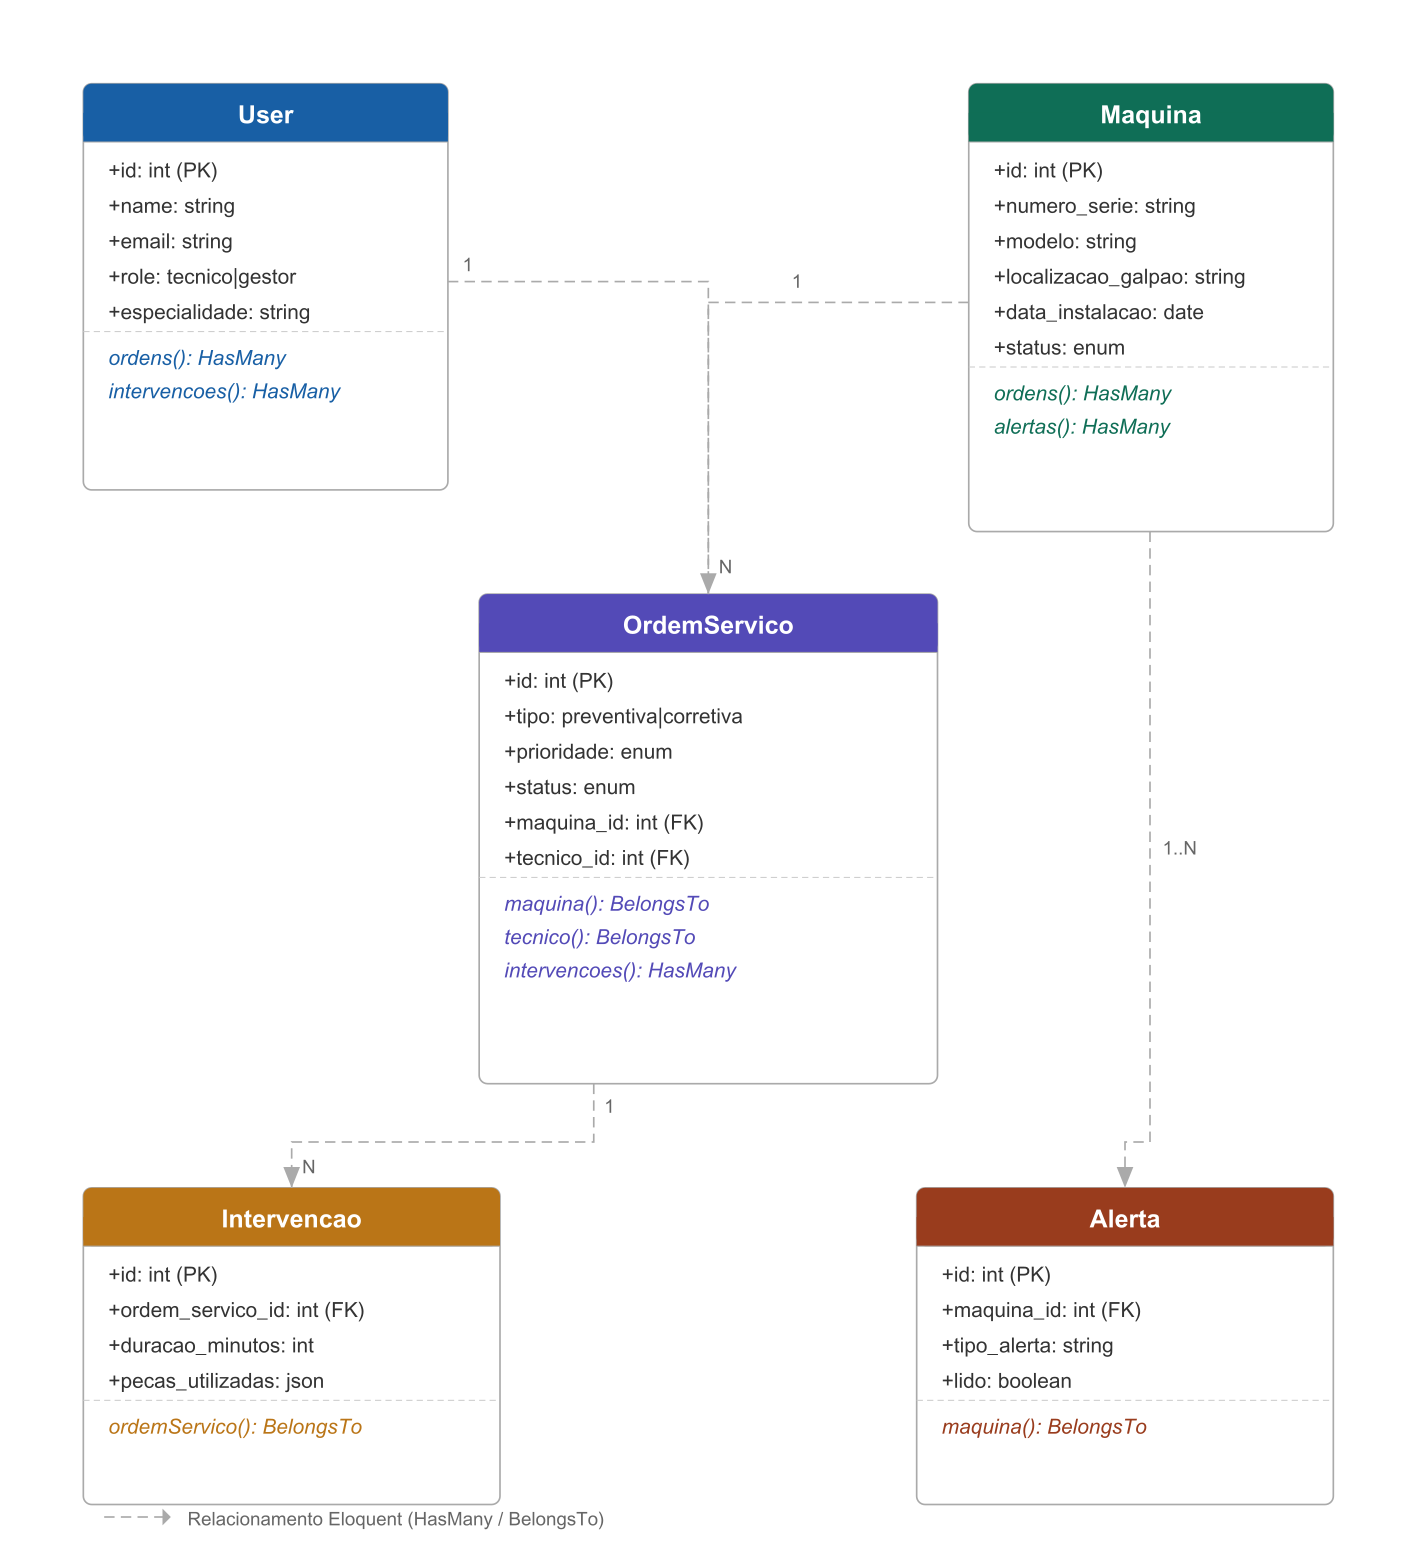 User
+id: int (PK)
+name: string
+email: string
+role: tecnico|gestor
+especialidade: string
ordens(): HasMany
intervencoes(): HasMany
Maquina
+id: int (PK)
+numero_serie: string
+modelo: string
+localizacao_galpao: string
+data_instalacao: date
+status: enum
ordens(): HasMany
alertas(): HasMany
1
1
N
OrdemServico
+id: int (PK)
+tipo: preventiva|corretiva
+prioridade: enum
+status: enum
+maquina_id: int (FK)
+tecnico_id: int (FK)
maquina(): BelongsTo
tecnico(): BelongsTo
intervencoes(): HasMany
1..N
1
N
Intervencao
+id: int (PK)
+ordem_servico_id: int (FK)
+duracao_minutos: int
+pecas_utilizadas: json
ordemServico(): BelongsTo
Alerta
+id: int (PK)
+maquina_id: int (FK)
+tipo_alerta: string
+lido: boolean
maquina(): BelongsTo
Relacionamento Eloquent (HasMany / BelongsTo)